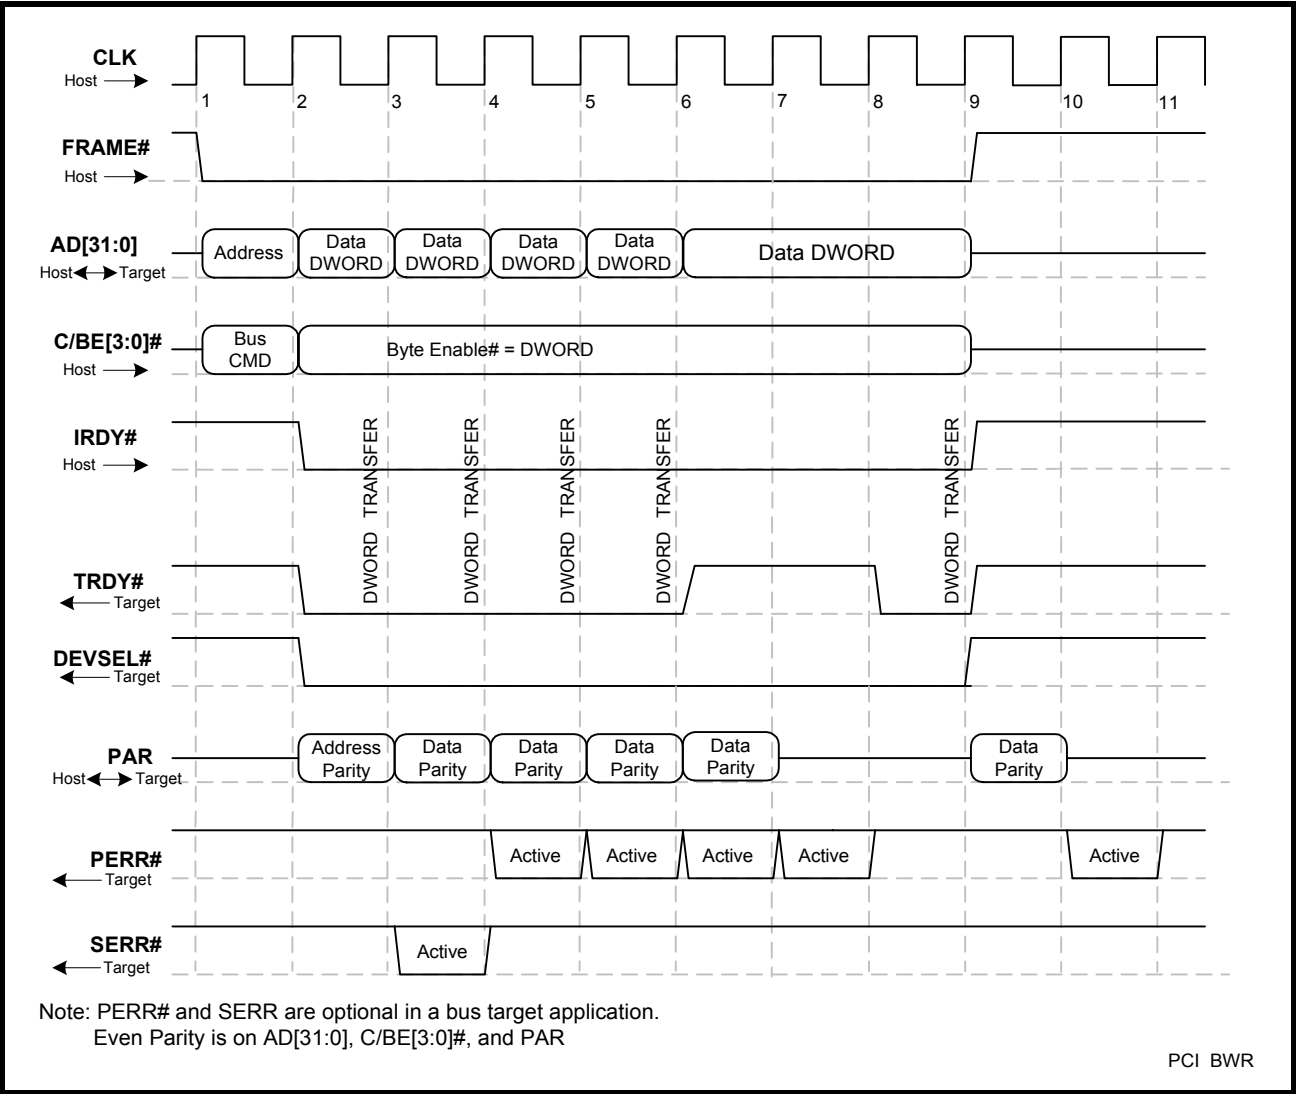 CLK
Host
1 2 3 4 5 6 7 8 9 10 11
FRAME#
Host
AD[31:0]
Host Target
Address
Data
DWORD
Data
DWORD
Data
DWORD
Data
DWORD
Data DWORD
C/BE[3:0]#
Host
Bus
CMD
Byte Enable# = DWORD
IRDY#
Host
DWORD TRANSFER
DWORD TRANSFER
DWORD TRANSFER
DWORD TRANSFER
DWORD TRANSFER
TRDY#
Target
DEVSEL#
Target
PAR
Host Target
Address
Parity
Data
Parity
Data
Parity
Data
Parity
Data
Parity
Data
Parity
PERR#
Target
Active
Active
Active
Active
Active
SERR#
Target
Active
Note: PERR# and SERR are optional in a bus target application.
Even Parity is on AD[31:0], C/BE[3:0]#, and PAR
PCI BWR